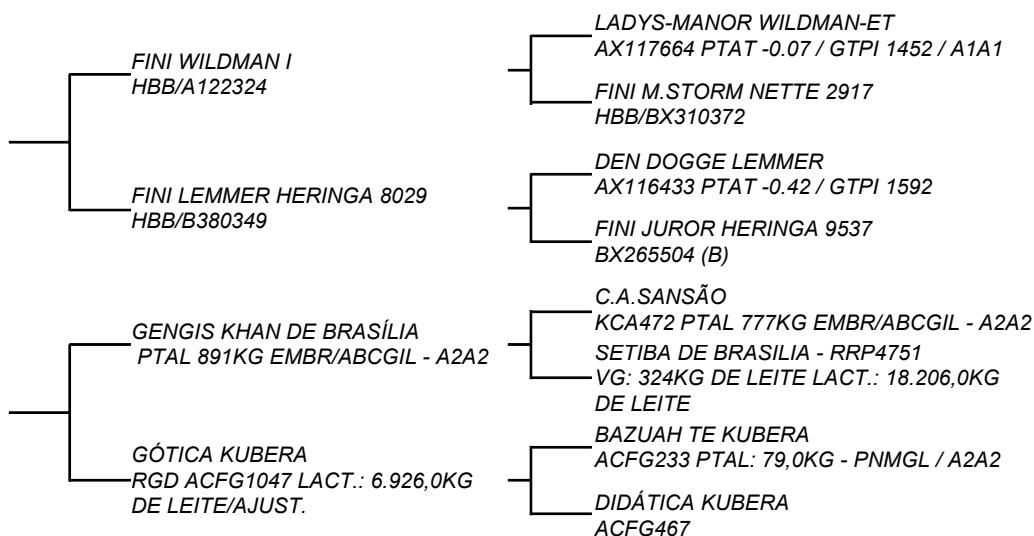 FINI WILDMAN I
HBB/A122324
LADYS-MANOR WILDMAN-ET
AX117664 PTAT -0.07 / GTPI 1452 / A1A1
FINI M.STORM NETTE 2917
HBB/BX310372
FINI LEMMER HERINGA 8029
HBB/B380349
DEN DOGGE LEMMER
AX116433 PTAT -0.42 / GTPI 1592
FINI JUROR HERINGA 9537
BX265504 (B)
GENGIS KHAN DE BRASÍLIA
PTAL 891KG EMBR/ABCGIL - A2A2
C.A.SANSÃO
KCA472 PTAL 777KG EMBR/ABCGIL - A2A2
SETIBA DE BRASILIA - RRP4751
VG: 324KG DE LEITE LACT.: 18.206,0KG
DE LEITE
GÓTICA KUBERA
RGD ACFG1047 LACT.: 6.926,0KG
DE LEITE/AJUST.
BAZUAH TE KUBERA
ACFG233 PTAL: 79,0KG - PNMGL / A2A2
DIDÁTICA KUBERA
ACFG467